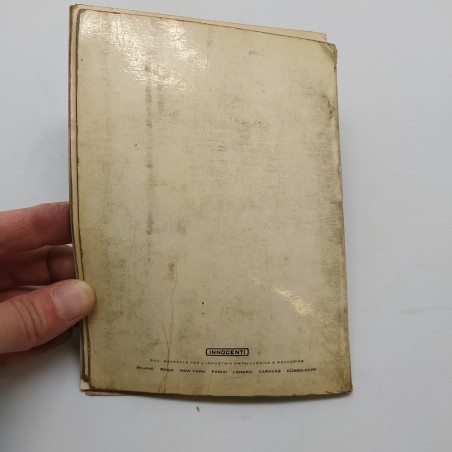 INNOCENTI
SOC. GENERALE PER L'INDUSTRIA METALLURGICA E MECCANICA
MILANO ROMA NEW YORK PARIGI LONDRA CARACAS DÜSSELDORF